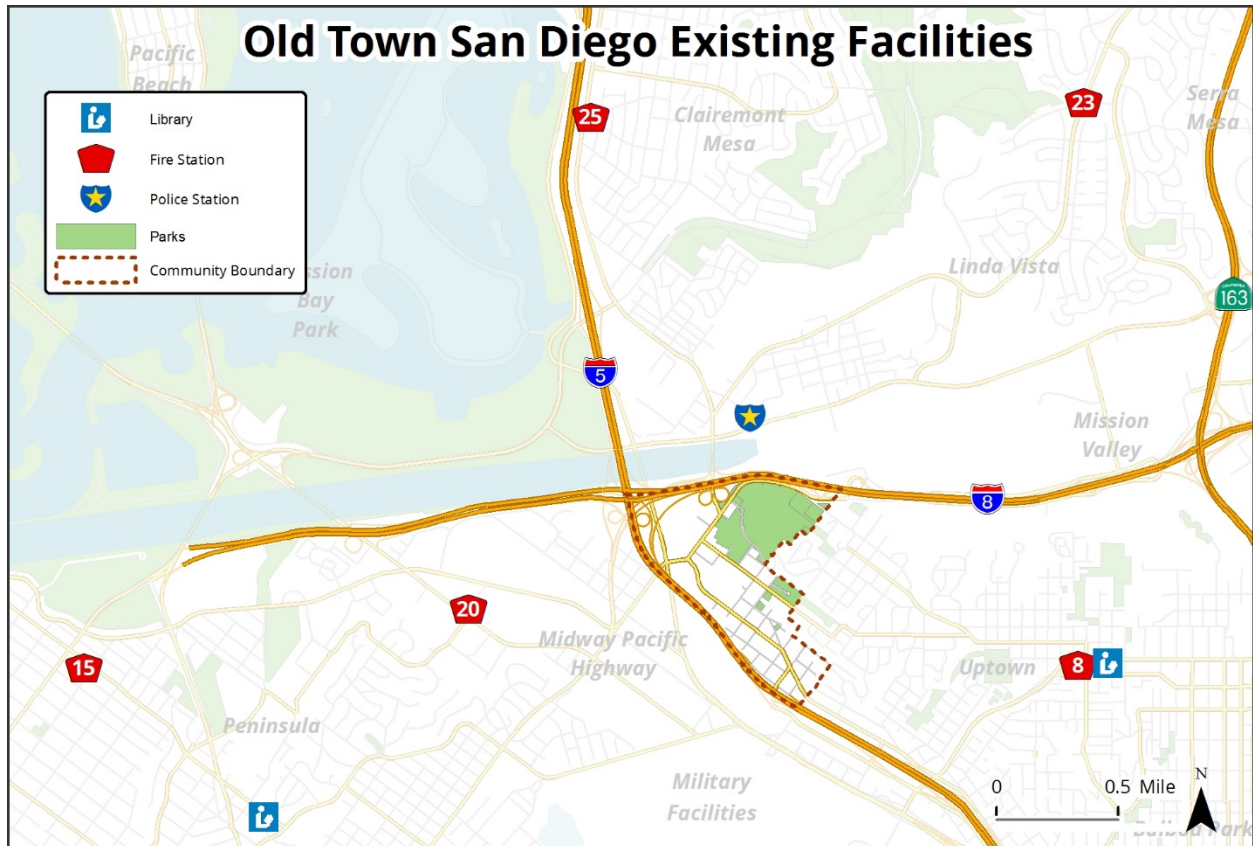 Old Town San Diego Existing Facilities
Pacific
Beach
Library
Fire Station
Police Station
Parks
Community Boundary
Bay
Park
25
Clairemont
Mesa
23
Serra
Mesa
Linda Vista
163
5
Mission
Valley
8
20
15
Midway Pacific
Highway
Uptown
8
Peninsula
Military
Facilities
0 0.5 Mile
N
Park